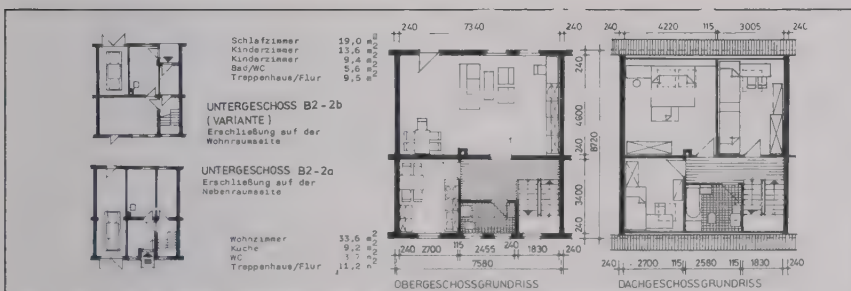 Schlafzimmer 19,0 m²
Kinderzimmer 13,6 m²
Kinderzimmer 9,4 m²
Bad/WC 5,6 m²
Treppenhaus/Flur 9,5 m²
UNTERGESCHOSS B2-2b
(VARIANTE)
Erschließung auf der
Wohnraumseite
UNTERGESCHOSS B2-2a
Erschließung auf der
Nebenraumseite
Wohnzimmer 33,6 m²
Küche 9,2 m²
WC m²
Treppenhaus/Flur 11,2 m²
240 7340 240
240 4600 240 3400 240
8720
240 2700 115 2455 240 1830 240
7580
OBERGESCHOSSGRUNDRISS
240 4220 115 3005 240
240 2700 115 2580 115 1830 240
DACHGESCHOSSGRUNDRISS